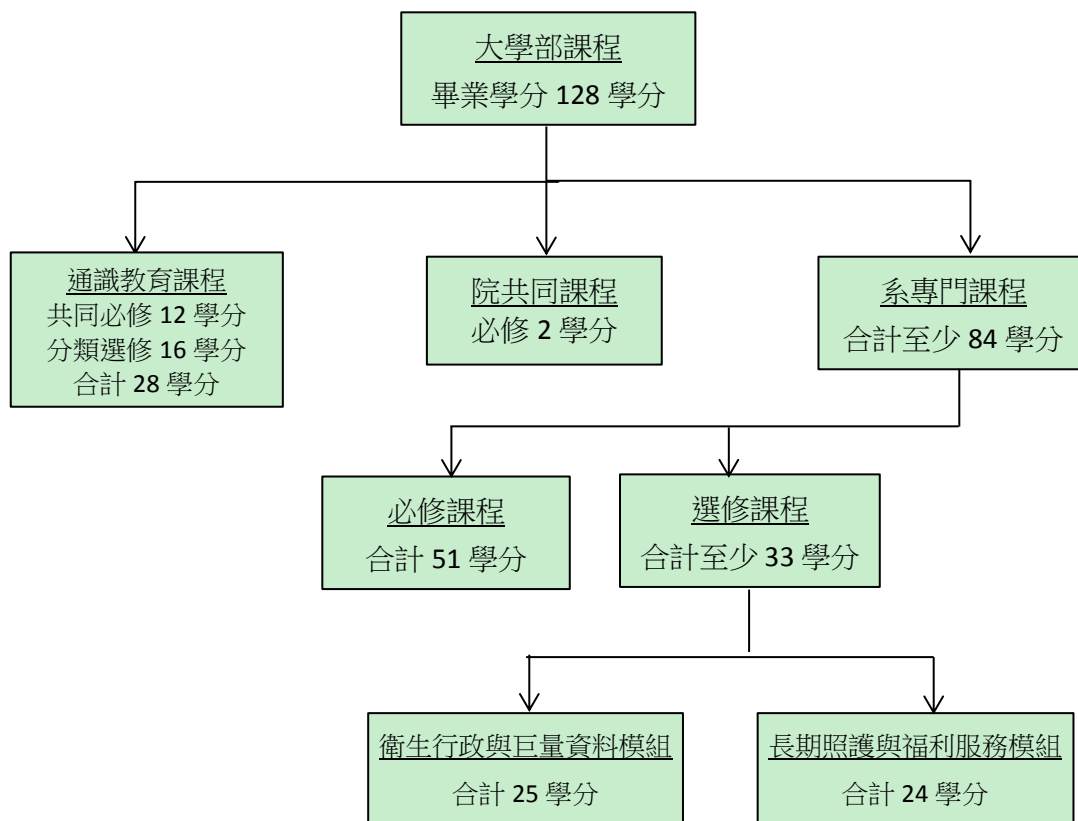 大學部課程
畢業學分 128 學分
通識教育課程
共同必修 12 學分
分類選修 16 學分
合計 28 學分
院共同課程
必修 2 學分
系專門課程
合計至少 84 學分
必修課程
合計 51 學分
選修課程
合計至少 33 學分
衛生行政與巨量資料模組
合計 25 學分
長期照護與福利服務模組
合計 24 學分